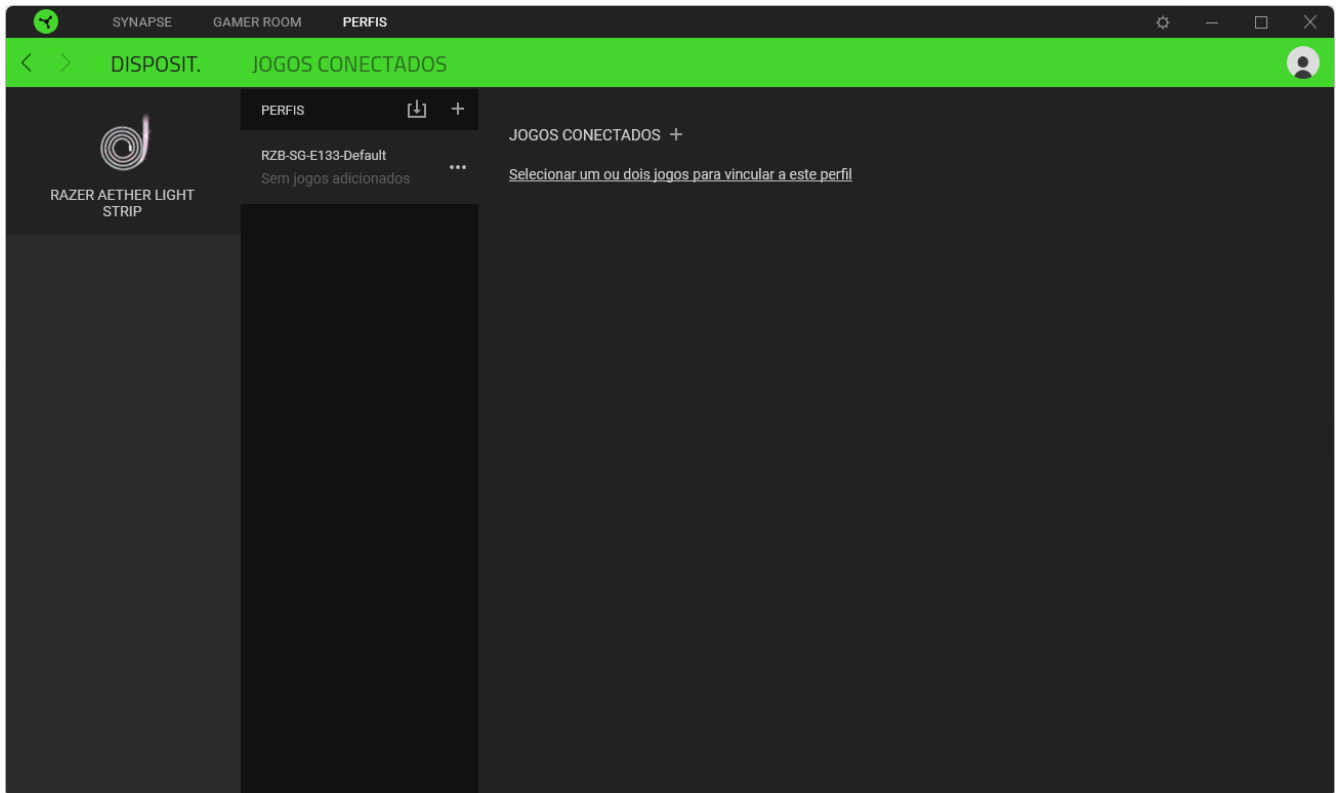 SYNAPSE GAMER ROOM PERFIS
DISPOSIT. JOGOS CONECTADOS
RAZER AETHER LIGHT
STRIP
PERFIS
RZB-SG-E133-Default
Sem jogos adicionados
JOGOS CONECTADOS
Selecionar um ou dois jogos para vincular a este perfil